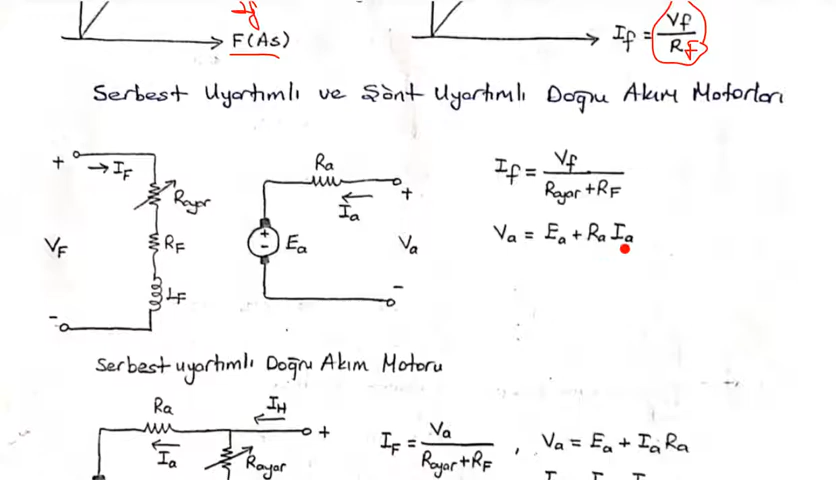 F(As)
If = Vf / RF
Serbest Uyartımlı ve Şönt Uyartımlı Doğru Akım Motorları
+ → IF
Rayar
VF
RF
LF
-
Ra
+
Ia
Ea
Va
-
If = Vf / Rayar + RF
Va = Ea + Ra Ia
Serbest uyartımlı Doğru Akım Motoru
Ra
IH
+
Ia
Rayar
IF = Va / Rayar + RF , Va = Ea + Ia Ra